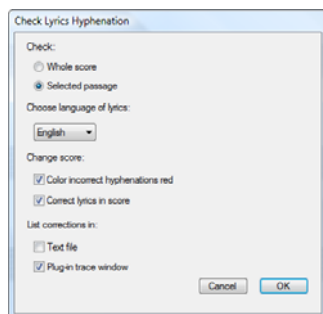 Check Lyrics Hyphenation
Check:
Whole score
Selected passage
Choose language of lyrics:
English
Change score:
Color incorrect hyphenations red
Correct lyrics in score
List corrections in:
Text file
Plug-in trace window
Cancel OK